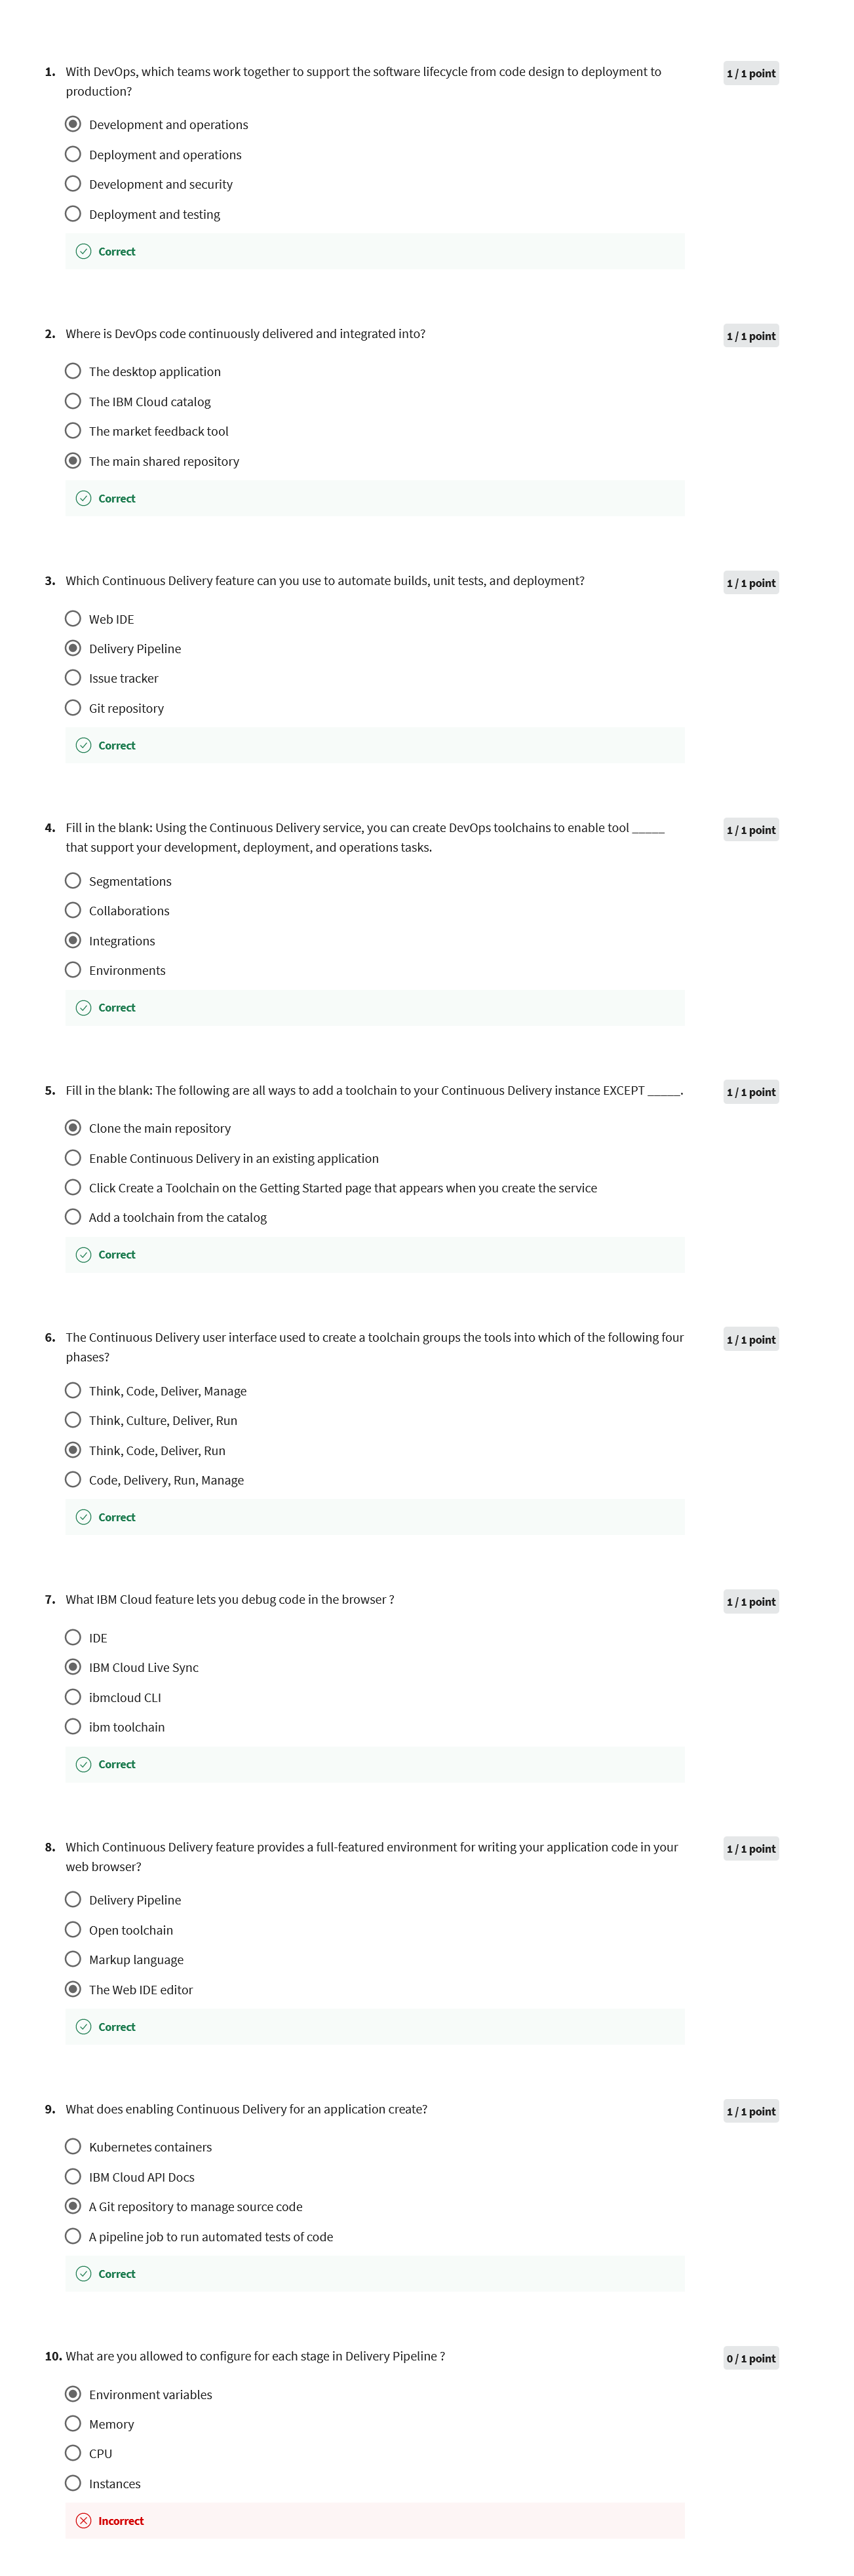 1. With DevOps, which teams work together to support the software lifecycle from code design to deployment to
production?
1 / 1 point
Development and operations
Deployment and operations
Development and security
Deployment and testing
Correct
2. Where is DevOps code continuously delivered and integrated into?
1 / 1 point
The desktop application
The IBM Cloud catalog
The market feedback tool
The main shared repository
Correct
3. Which Continuous Delivery feature can you use to automate builds, unit tests, and deployment?
1 / 1 point
Web IDE
Delivery Pipeline
Issue tracker
Git repository
Correct
4. Fill in the blank: Using the Continuous Delivery service, you can create DevOps toolchains to enable tool _____
that support your development, deployment, and operations tasks.
1 / 1 point
Segmentations
Collaborations
Integrations
Environments
Correct
5. Fill in the blank: The following are all ways to add a toolchain to your Continuous Delivery instance EXCEPT _____.
1 / 1 point
Clone the main repository
Enable Continuous Delivery in an existing application
Click Create a Toolchain on the Getting Started page that appears when you create the service
Add a toolchain from the catalog
Correct
6. The Continuous Delivery user interface used to create a toolchain groups the tools into which of the following four
phases?
1 / 1 point
Think, Code, Deliver, Manage
Think, Culture, Deliver, Run
Think, Code, Deliver, Run
Code, Delivery, Run, Manage
Correct
7. What IBM Cloud feature lets you debug code in the browser ?
1 / 1 point
IDE
IBM Cloud Live Sync
ibmcloud CLI
ibm toolchain
Correct
8. Which Continuous Delivery feature provides a full-featured environment for writing your application code in your
web browser?
1 / 1 point
Delivery Pipeline
Open toolchain
Markup language
The Web IDE editor
Correct
9. What does enabling Continuous Delivery for an application create?
1 / 1 point
Kubernetes containers
IBM Cloud API Docs
A Git repository to manage source code
A pipeline job to run automated tests of code
Correct
10. What are you allowed to configure for each stage in Delivery Pipeline ?
0 / 1 point
Environment variables
Memory
CPU
Instances
Incorrect